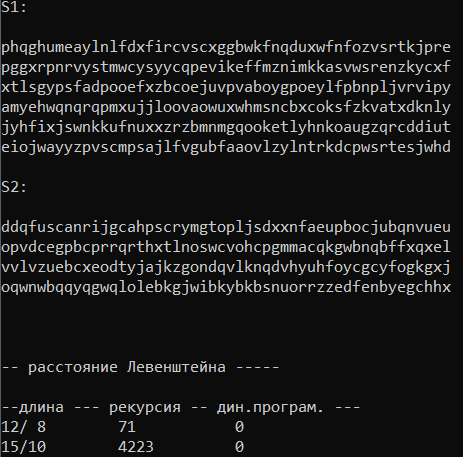 S1:
phqghumeaylnlfdxfircvscxggbwkfnqduxwfnfozvsrtkjpre
pggxrpnrvystmwcysyycqpevikeffmznimkkasvwsrenzkycxf
xtlsgypsfadpooefxzbcoejuvpvaboygpoeylfpbnpljvrvipy
amyehwqnqrqpmxujjloovaowuxwhmsncbxcoksfzkvatxdknly
jyhfixjswnkkufnuxxzrzbmnmgqooketlyhnkoaugzqrcddiut
eiojwayyzpvscmpsajlfvgubfaaovlzylntrkdcpwsrtesjwhd
S2:
ddqfuscanrijgcahpscrymgtopljsdxxnfaeupbocjubqnvueu
opvdcegpbcprrqrthxtlnoswcvohcpgmmacqkgwbnqbffxqxel
vvlvzuebcxeodtyjajkzgondqvlknqdvhyuhfoycgcyfogkgxj
oqwnwbqqyqgwqlolebkgjwibkybkbsnuorrzzedfenbyegchhx
-- расстояние Левенштейна -----
--длина --- рекурсия -- дин.програм. ---
12/ 8 71 0
15/10 4223 0